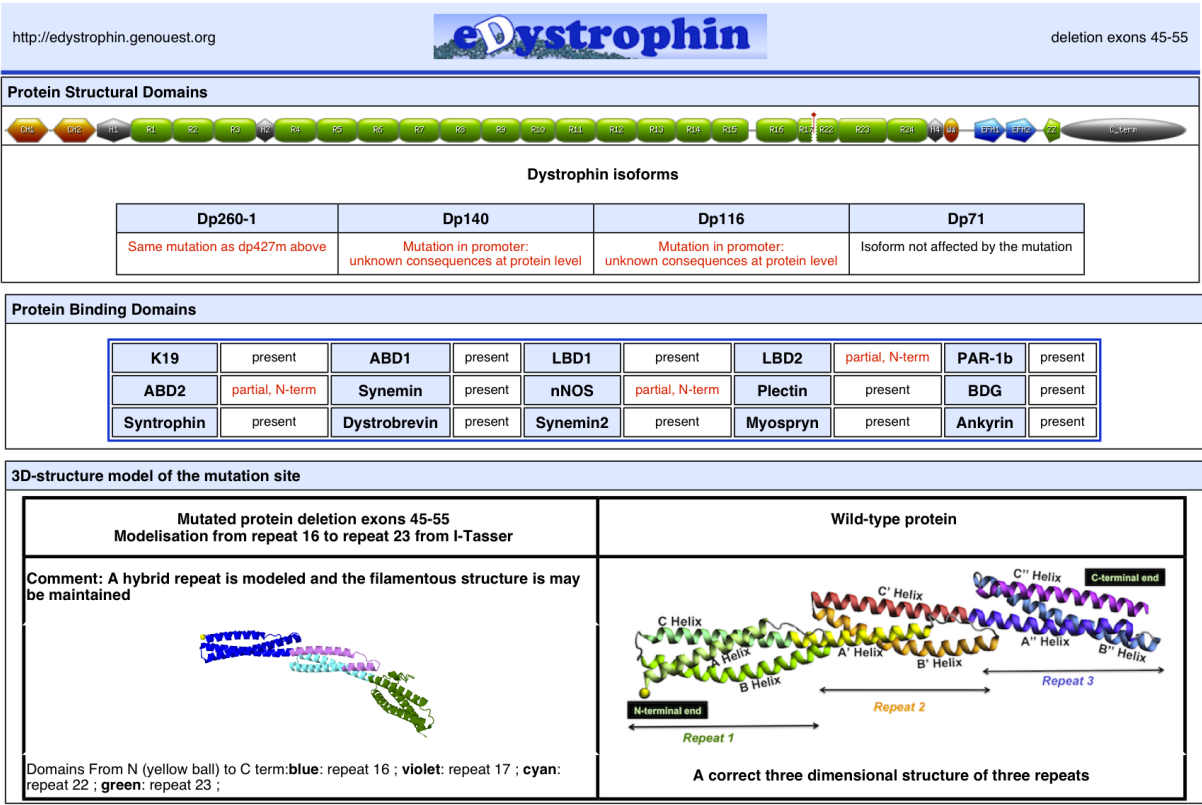 http://edystrophin.genouest.org
eDystrophin
deletion exons 45-55
Protein Structural Domains
CH1 CH2 H1 R1 R2 R3 H2 R4 R5 R6 R7 R8 R9 R10 R11 R12 R13 R14 R15 R16 R17 R22 R23 R24 H4 WW EFH1 EFH2 ZZ C_term
Dystrophin isoforms
Dp260-1 Dp140 Dp116 Dp71
Same mutation as dp427m above
Mutation in promoter:
unknown consequences at protein level
Mutation in promoter:
unknown consequences at protein level
Isoform not affected by the mutation
Protein Binding Domains
K19 present ABD1 present LBD1 present LBD2 partial, N-term PAR-1b present
ABD2 partial, N-term Synemin present nNOS partial, N-term Plectin present BDG present
Syntrophin present Dystrobrevin present Synemin2 present Myospryn present Ankyrin present
3D-structure model of the mutation site
Mutated protein deletion exons 45-55
Modelisation from repeat 16 to repeat 23 from I-Tasser
Comment: A hybrid repeat is modeled and the filamentous structure is may
be maintained
Domains From N (yellow ball) to C term:blue: repeat 16 ; violet: repeat 17 ; cyan:
repeat 22 ; green: repeat 23 ;
Wild-type protein
C'' Helix
C-terminal end
C' Helix
C Helix
A Helix
B Helix
A' Helix
B' Helix
A'' Helix
B'' Helix
Repeat 3
Repeat 2
N-terminal end
Repeat 1
A correct three dimensional structure of three repeats